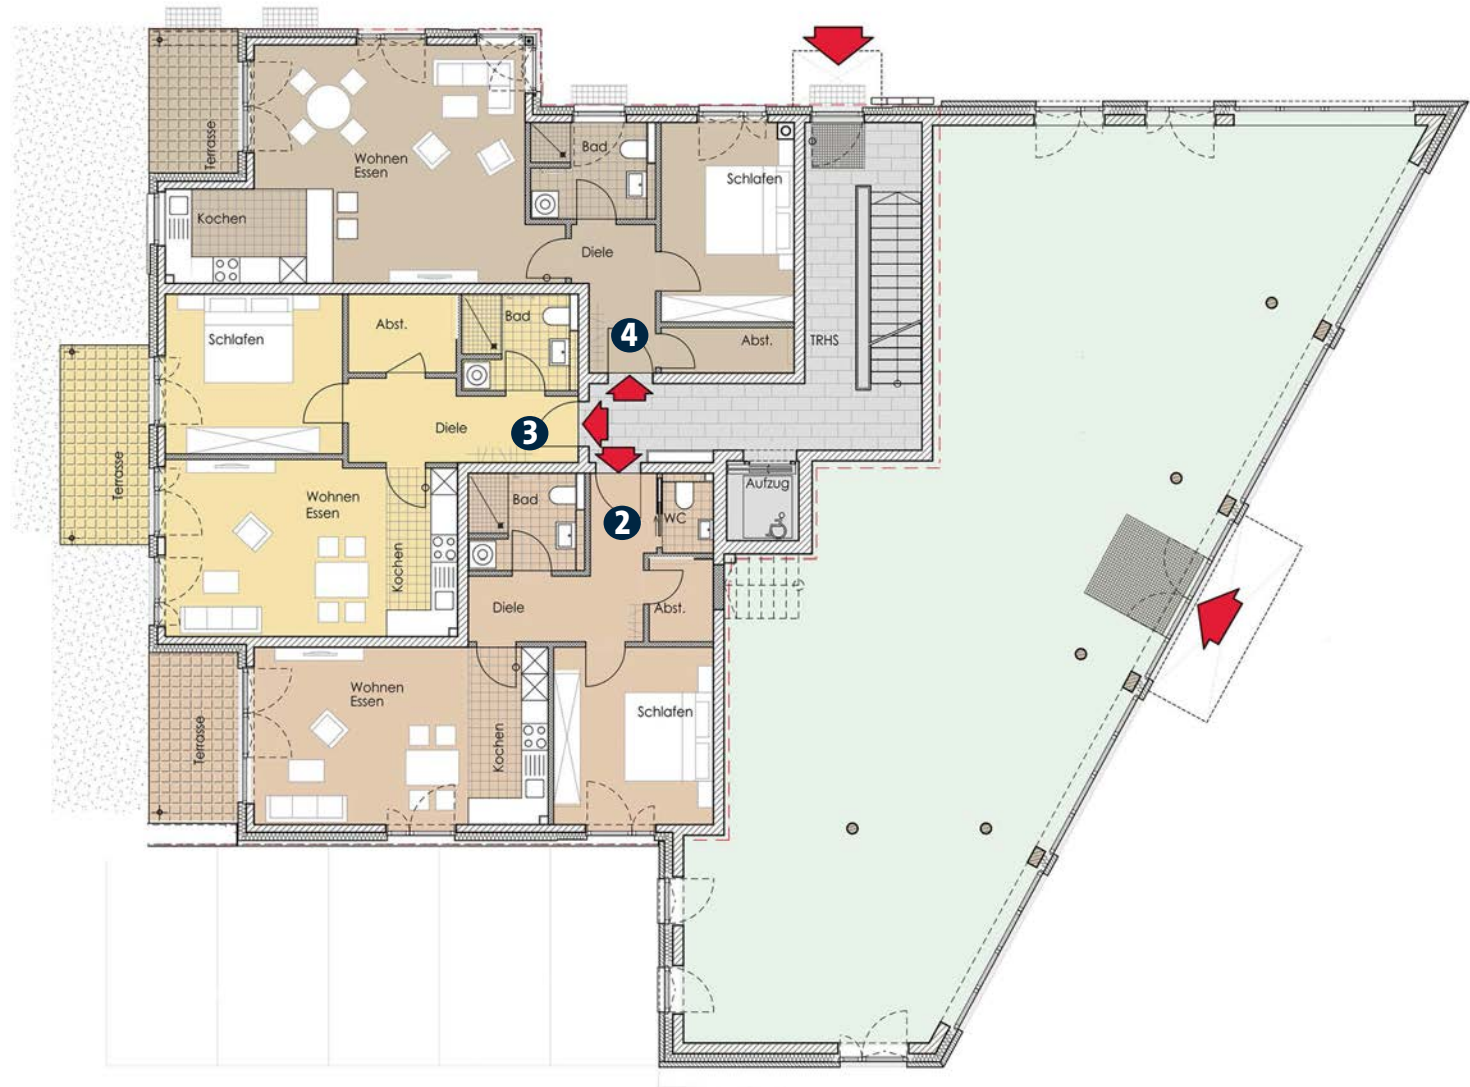 Terrasse
Wohnen
Essen
Kochen
Bad
Schlafen
Diele
4
Abst.
TRHS
Schlafen
Abst.
Bad
Diele
3
Terrasse
Wohnen
Essen
Kochen
Bad
2
WC
Aufzug
Diele
Abst.
Terrasse
Wohnen
Essen
Kochen
Schlafen